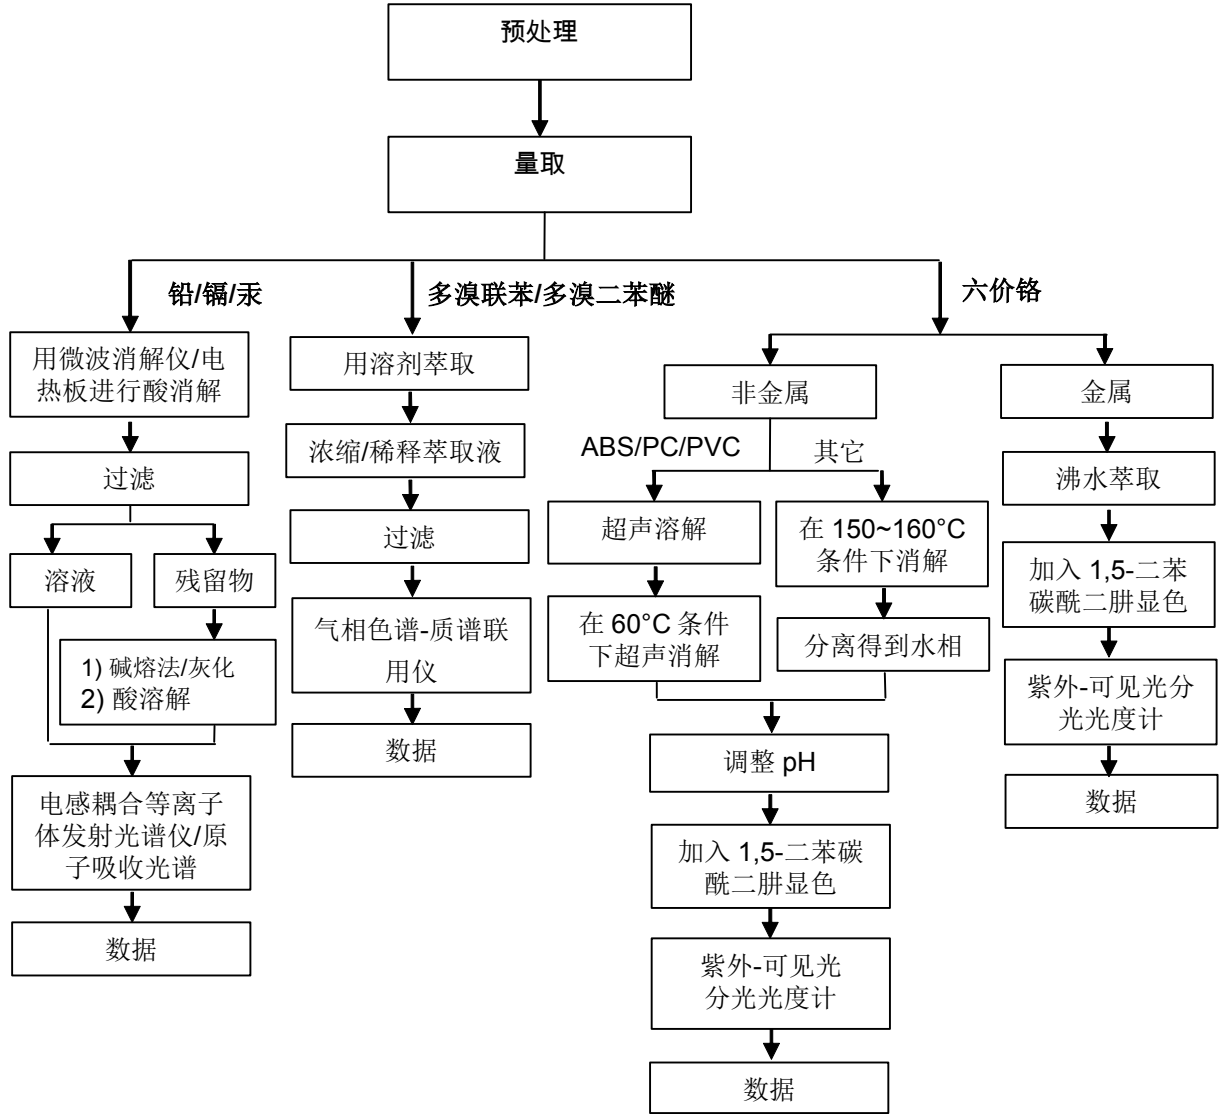 预处理
量取
铅/镉/汞
用微波消解仪/电
热板进行酸消解
过滤
溶液
残留物
1) 碱熔法/灰化
2) 酸溶解
电感耦合等离子
体发射光谱仪/原
子吸收光谱
数据
多溴联苯/多溴二苯醚
用溶剂萃取
浓缩/稀释萃取液
过滤
气相色谱-质谱联
用仪
数据
六价铬
非金属
ABS/PC/PVC
其它
超声溶解
在 60°C 条件
下超声消解
在 150~160°C
条件下消解
分离得到水相
调整 pH
加入 1,5-二苯碳
酰二肼显色
紫外-可见光
分光光度计
数据
金属
沸水萃取
加入 1,5-二苯
碳酰二肼显色
紫外-可见光分
光光度计
数据